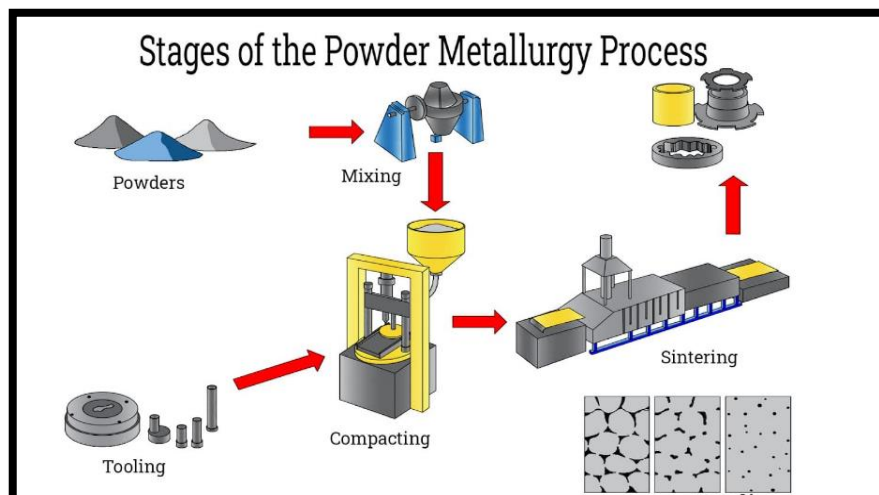 Stages of the Powder Metallurgy Process
Powders
Mixing
Sintering
Compacting
Tooling